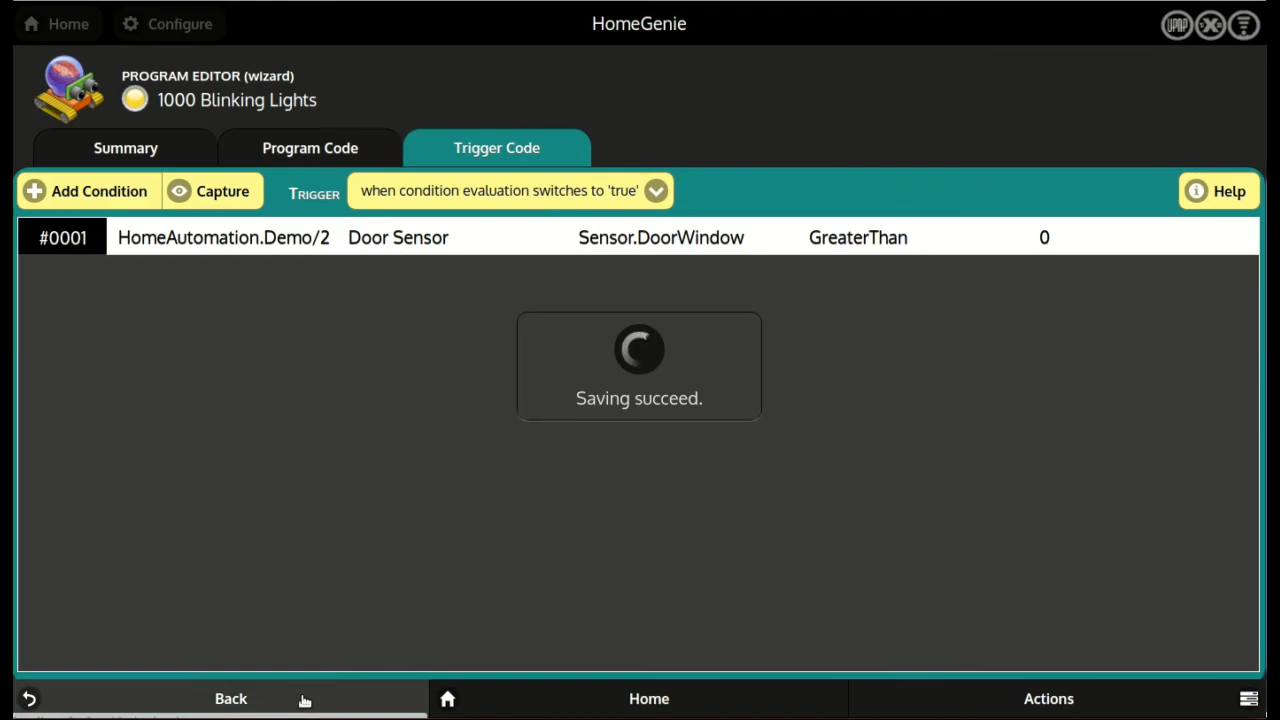 Home Configure HomeGenie UPNP X
PROGRAM EDITOR (wizard)
1000 Blinking Lights
Summary Program Code Trigger Code
Add Condition Capture TRIGGER when condition evaluation switches to 'true' Help
#0001 HomeAutomation.Demo/2 Door Sensor Sensor.DoorWindow GreaterThan 0
Saving succeed.
Back Home Actions